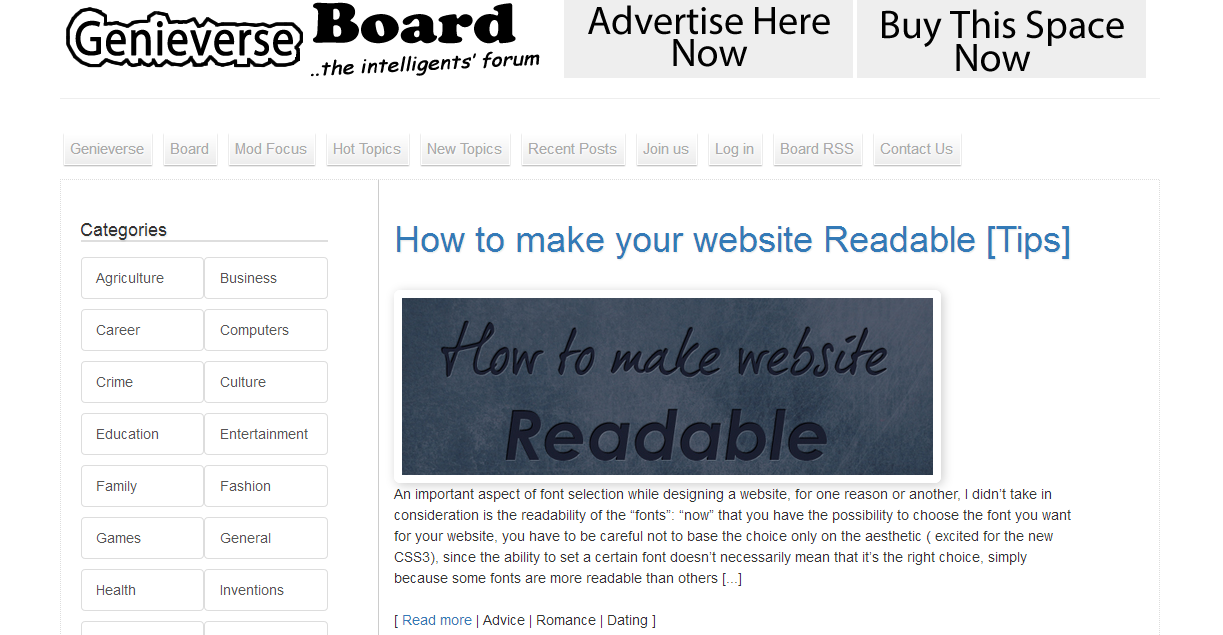 Genieverse Board
..the intelligents' forum
Advertise Here
Now
Buy This Space
Now
Genieverse Board Mod Focus Hot Topics New Topics Recent Posts Join us Log in Board RSS Contact Us
Categories
Agriculture Business
Career Computers
Crime Culture
Education Entertainment
Family Fashion
Games General
Health Inventions
How to make your website Readable [Tips]
How to make website
Readable
An important aspect of font selection while designing a website, for one reason or another, I didn’t take in
consideration is the readability of the “fonts”: “now” that you have the possibility to choose the font you want
for your website, you have to be careful not to base the choice only on the aesthetic ( excited for the new
CSS3), since the ability to set a certain font doesn’t necessarily mean that it’s the right choice, simply
because some fonts are more readable than others [...]
[ Read more | Advice | Romance | Dating ]